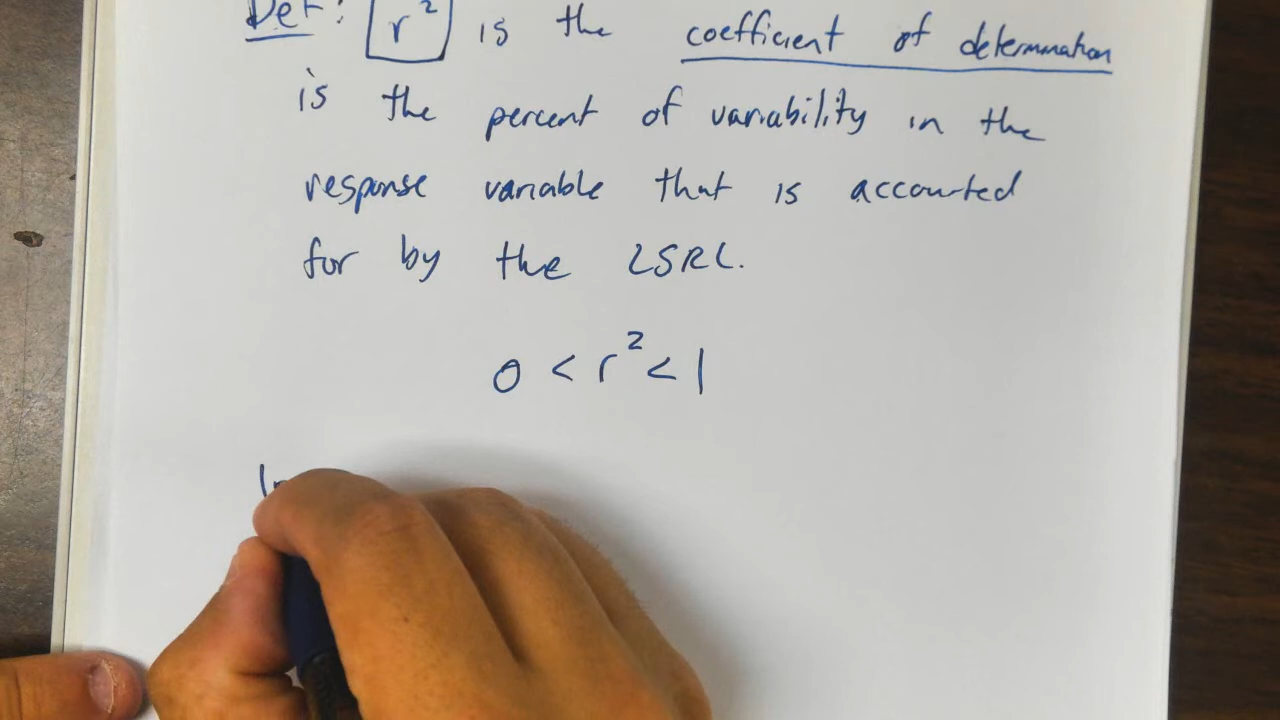 Def: r² is the coefficient of determination
is the percent of variability in the
response variable that is accounted
for by the LSRL.
0 < r² < 1